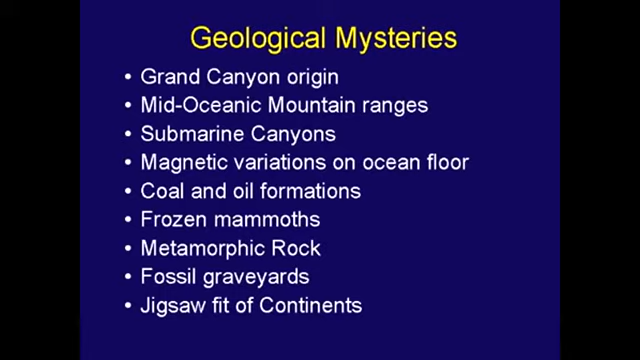 Geological Mysteries
• Grand Canyon origin
• Mid-Oceanic Mountain ranges
• Submarine Canyons
• Magnetic variations on ocean floor
• Coal and oil formations
• Frozen mammoths
• Metamorphic Rock
• Fossil graveyards
• Jigsaw fit of Continents